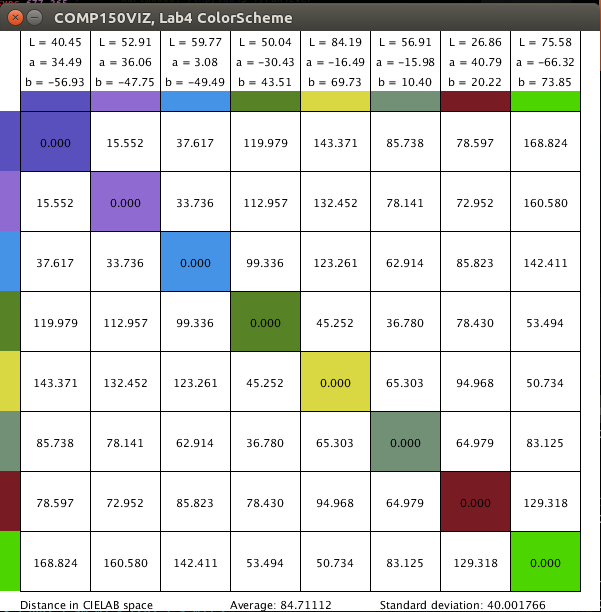 COMP150VIZ, Lab4 ColorScheme
L = 40.45 L = 52.91 L = 59.77 L = 50.04 L = 84.19 L = 56.91 L = 26.86 L = 75.58
a = 34.49 a = 36.06 a = 3.08 a = -30.43 a = -16.49 a = -15.98 a = 40.79 a = -66.32
b = -56.93 b = -47.75 b = -49.49 b = 43.51 b = 69.73 b = 10.40 b = 20.22 b = 73.85
0.000 15.552 37.617 119.979 143.371 85.738 78.597 168.824
15.552 0.000 33.736 112.957 132.452 78.141 72.952 160.580
37.617 33.736 0.000 99.336 123.261 62.914 85.823 142.411
119.979 112.957 99.336 0.000 45.252 36.780 78.430 53.494
143.371 132.452 123.261 45.252 0.000 65.303 94.968 50.734
85.738 78.141 62.914 36.780 65.303 0.000 64.979 83.125
78.597 72.952 85.823 78.430 94.968 64.979 0.000 129.318
168.824 160.580 142.411 53.494 50.734 83.125 129.318 0.000
Distance in CIELAB space Average: 84.71112 Standard deviation: 40.001766